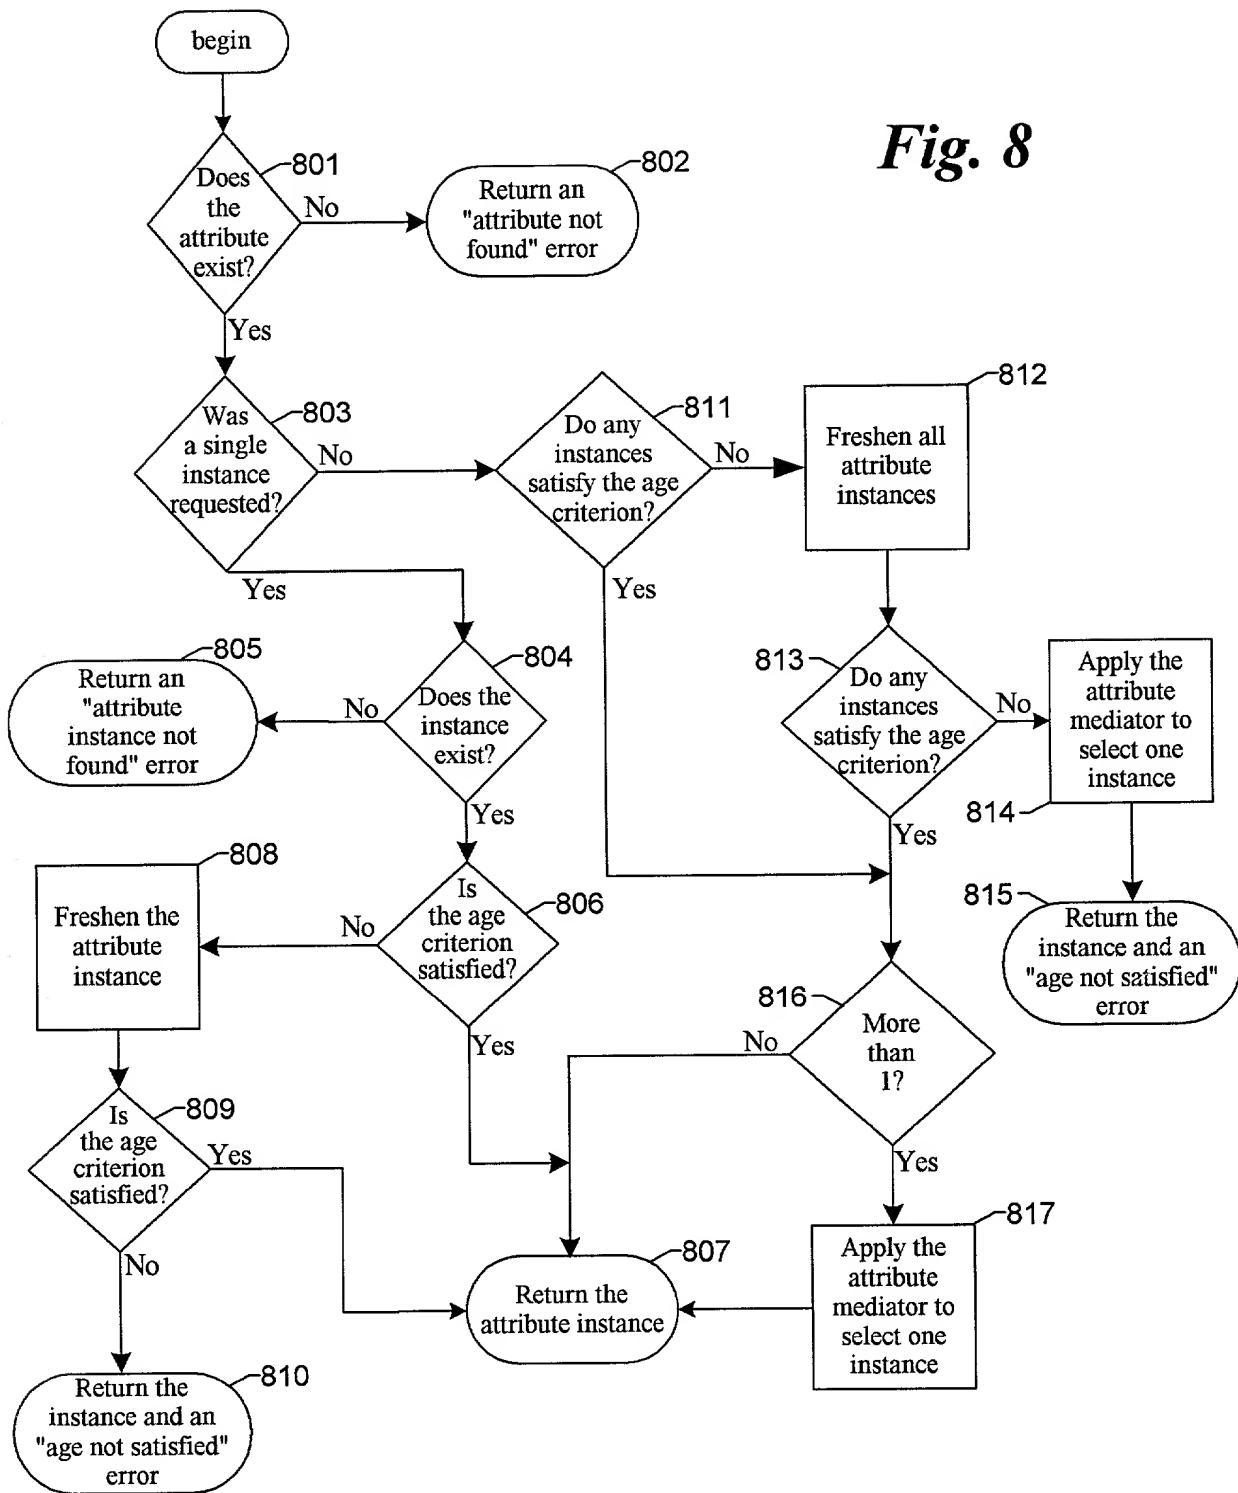 begin
Fig. 8
801
Does
the
attribute
exist?
No
802
Return an
"attribute not
found" error
Yes
803
Was
a single
instance
requested?
No
811
Do any
instances
satisfy the age
criterion?
No
812
Freshen all
attribute
instances
Yes
Yes
805
Return an
"attribute
instance not
found" error
No
804
Does the
instance
exist?
813
Do any
instances
satisfy the age
criterion?
No
Apply the
attribute
mediator to
select one
instance
814
Yes
Yes
808
Freshen the
attribute
instance
No
806
Is
the age
criterion
satisfied?
815
Return the
instance and an
"age not satisfied"
error
Yes
816
More
than
1?
No
809
Is
the age
criterion
satisfied?
Yes
Yes
No
807
Return the
attribute instance
817
Apply the
attribute
mediator to
select one
instance
810
Return the
instance and an
"age not satisfied"
error